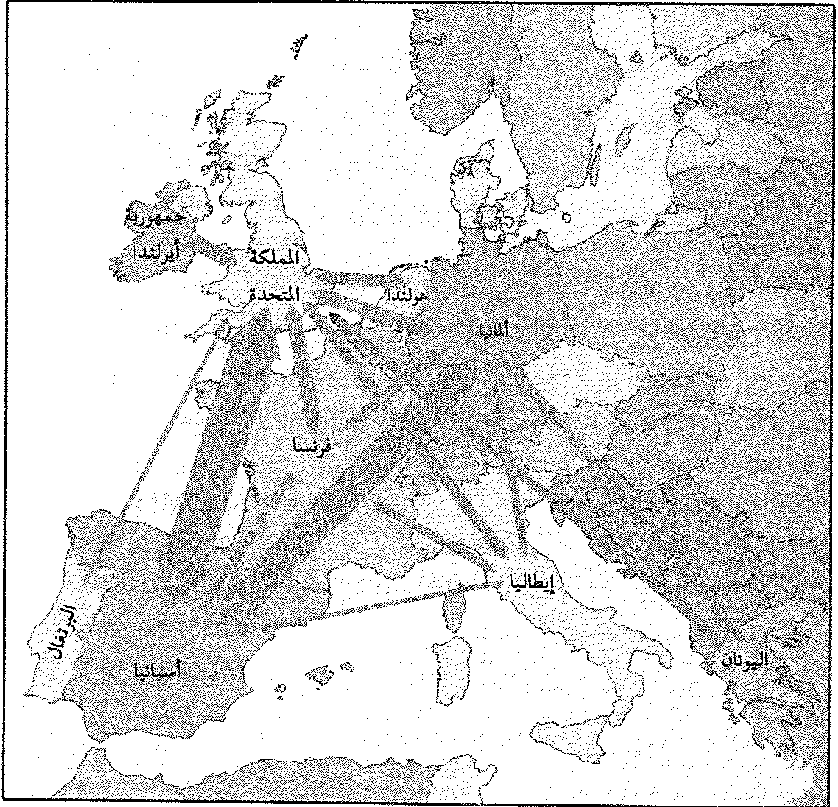 جمهورية
أيرلندا
المملكة
المتحدة
هولندا
ألمانيا
فرنسا
إيطاليا
البرتغال
أسبانيا
اليونان